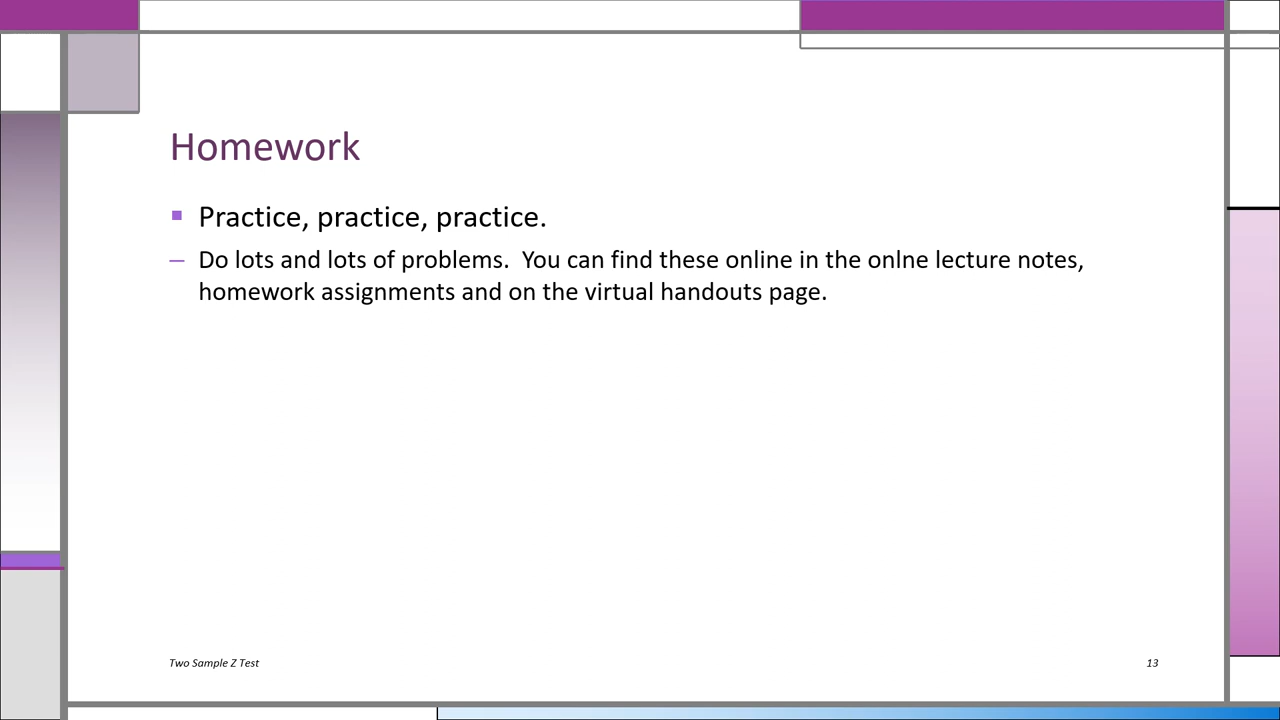 Homework
Practice, practice, practice.
– Do lots and lots of problems.  You can find these online in the onlne lecture notes,
homework assignments and on the virtual handouts page.
Two Sample Z Test
13